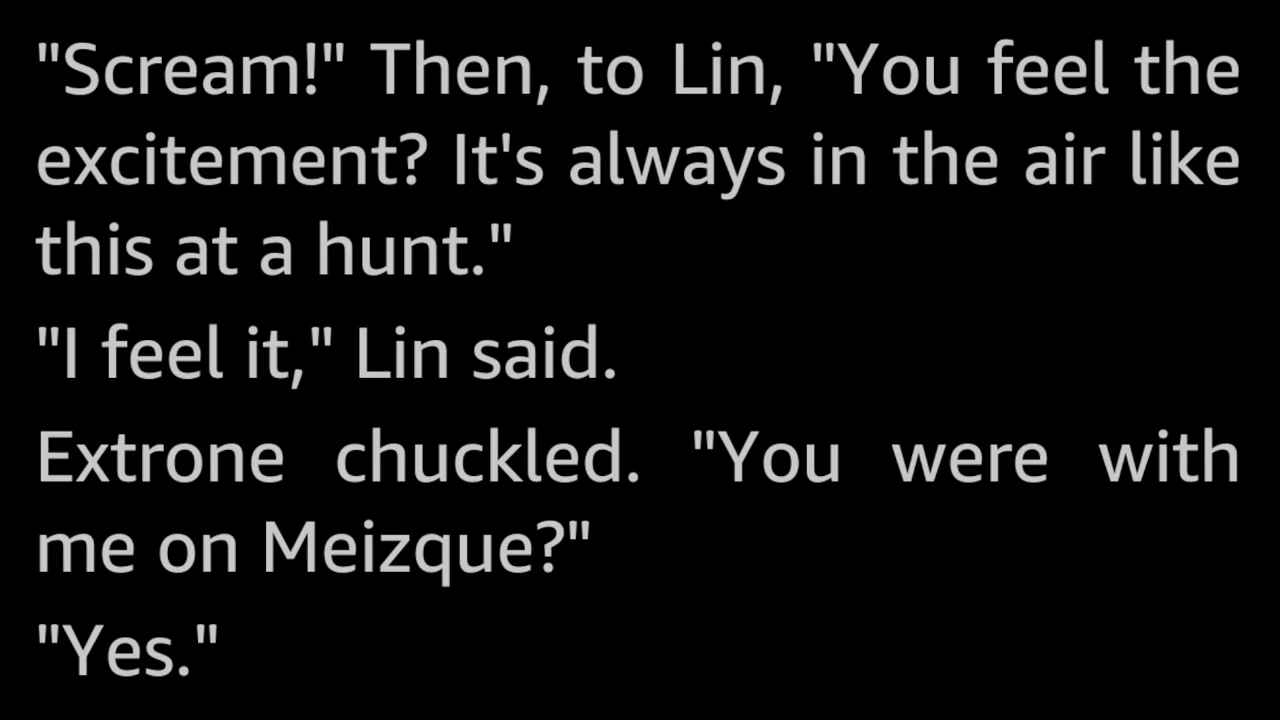 "Scream!" Then, to Lin, "You feel the
excitement? It's always in the air like
this at a hunt."
"I feel it," Lin said.
Extrone chuckled. "You were with
me on Meizque?"
"Yes."